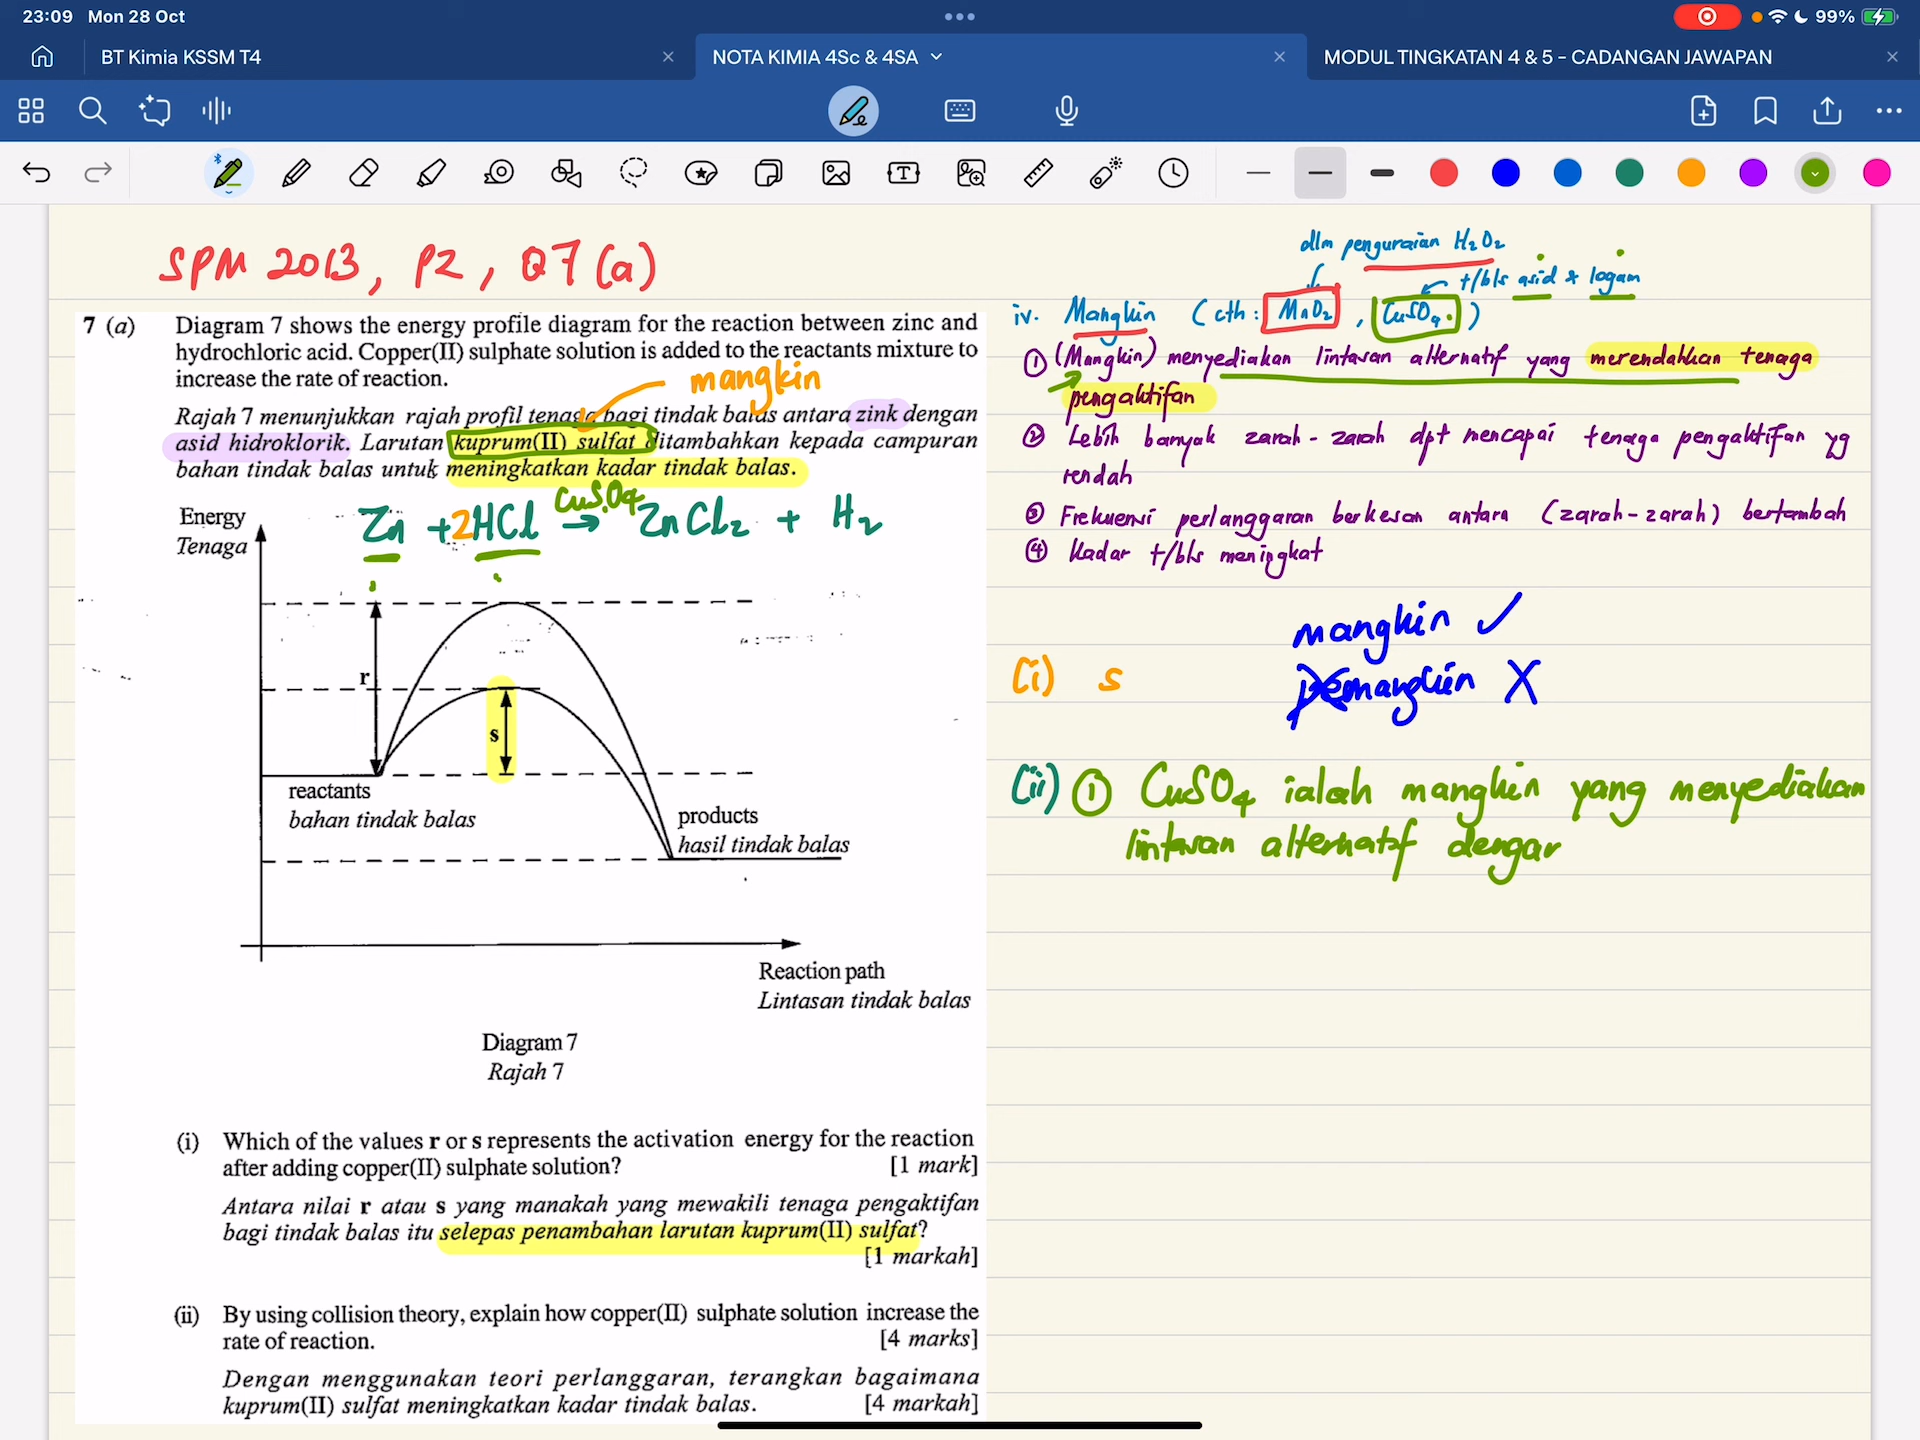 23:09 Mon 28 Oct
99%
BT Kimia KSSM T4
NOTA KIMIA 4Sc & 4SA
MODUL TINGKATAN 4 & 5 - CADANGAN JAWAPAN
SPM 2013, P2, Q7 (a)
7 (a) Diagram 7 shows the energy profile diagram for the reaction between zinc and
hydrochloric acid. Copper(II) sulphate solution is added to the reactants mixture to
increase the rate of reaction.
mangkin
Rajah 7 menunjukkan rajah profil tenaga bagi tindak balas antara zink dengan
asid hidroklorik. Larutan kuprum(II) sulfat ditambahkan kepada campuran
bahan tindak balas untuk meningkatkan kadar tindak balas.
CuSO4
Zn + 2HCl → ZnCl2 + H2
Energy
Tenaga
r
s
reactants
bahan tindak balas
products
hasil tindak balas
Reaction path
Lintasan tindak balas
Diagram 7
Rajah 7
(i) Which of the values r or s represents the activation energy for the reaction
after adding copper(II) sulphate solution? [1 mark]
Antara nilai r atau s yang manakah yang mewakili tenaga pengaktifan
bagi tindak balas itu selepas penambahan larutan kuprum(II) sulfat?
[1 markah]
(ii) By using collision theory, explain how copper(II) sulphate solution increase the
rate of reaction. [4 marks]
Dengan menggunakan teori perlanggaran, terangkan bagaimana
kuprum(II) sulfat meningkatkan kadar tindak balas. [4 markah]
dlm penguraian H2O2
t/bls asid & logam
iv. Mangkin (cth: MnO2, CuSO4)
① (Mangkin) menyediakan lintasan alternatif yang merendahkan tenaga
pengaktifan
② Lebih banyak zarah-zarah dpt mencapai tenaga pengaktifan yg
rendah
③ Frekuensi perlanggaran berkesan antara (zarah-zarah) bertambah
④ Kadar t/bls meningkat
mangkin ✓
pemangkin X
(i) s
(ii) ① CuSO4 ialah mangkin yang menyediakan
lintasan alternatif dengar